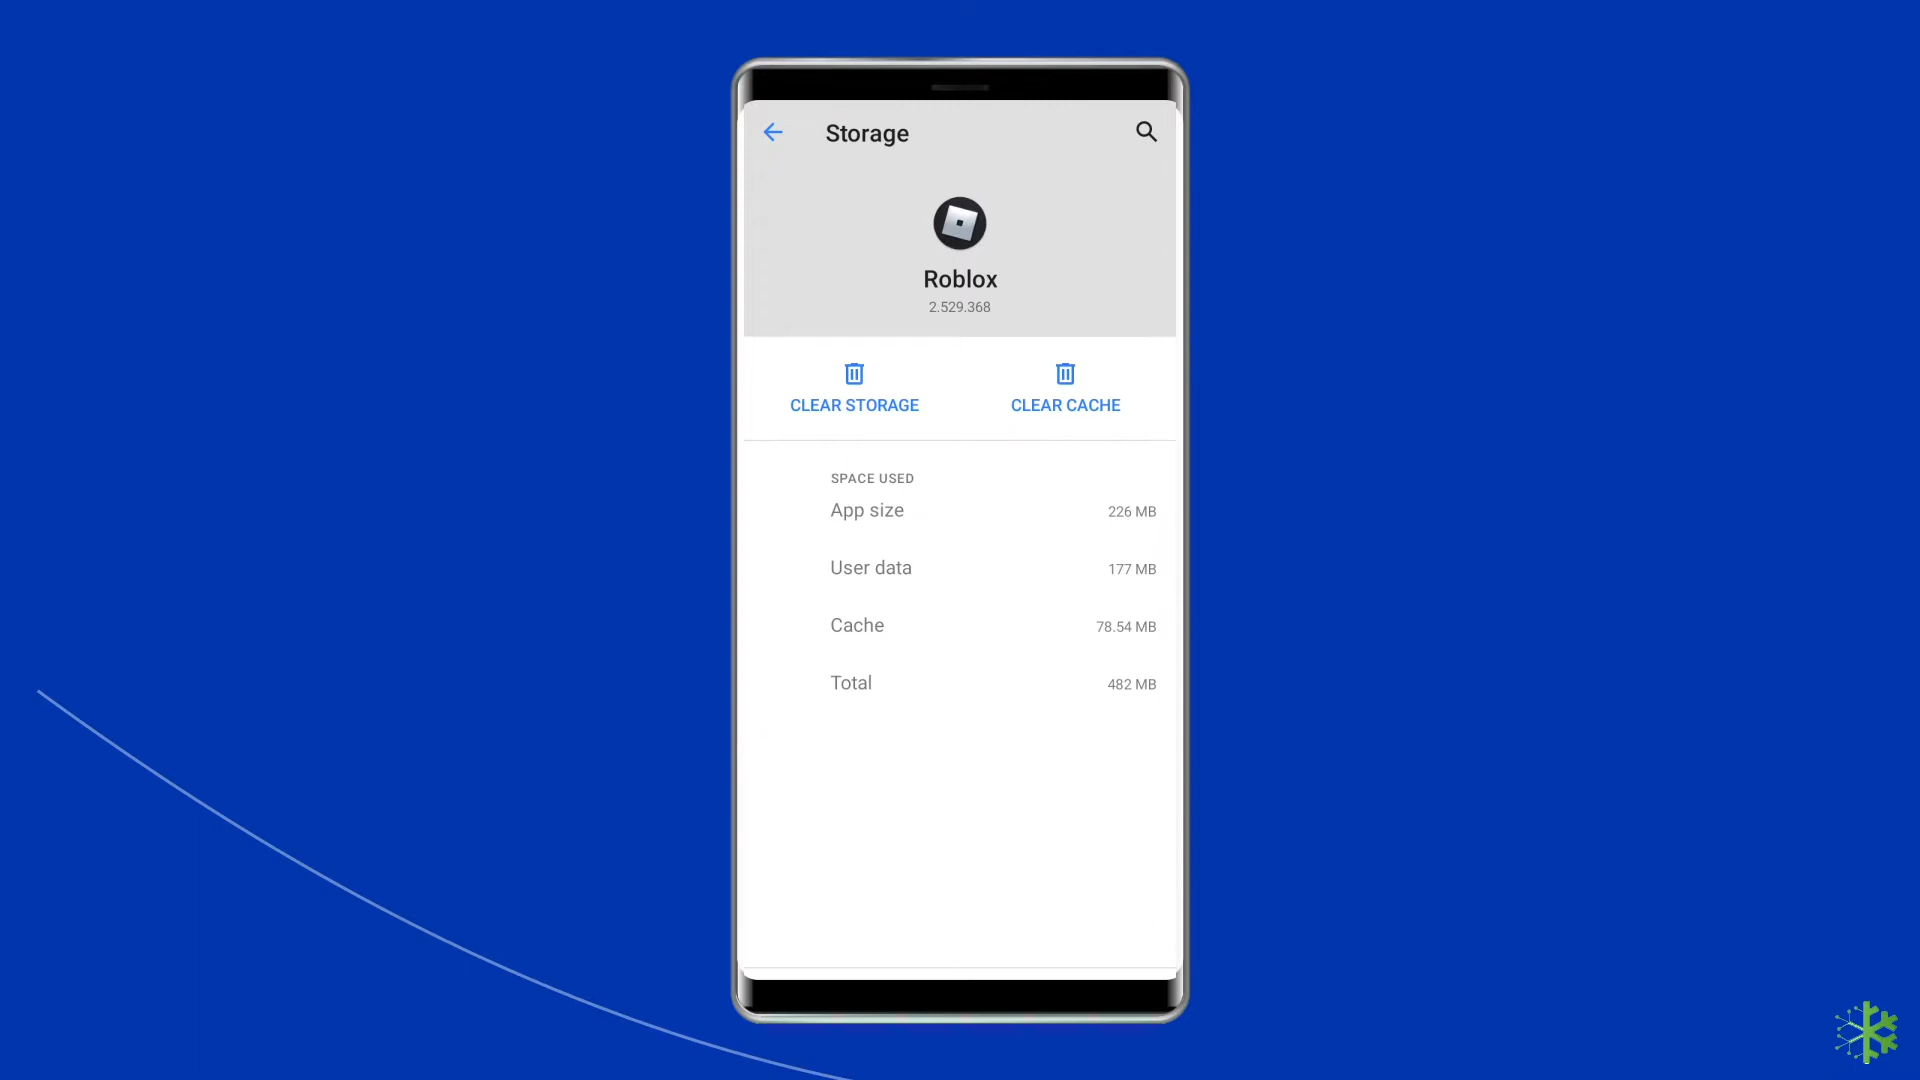 Storage
Roblox
2.529.368
CLEAR STORAGE CLEAR CACHE
SPACE USED
App size 226 MB
User data 177 MB
Cache 78.54 MB
Total 482 MB